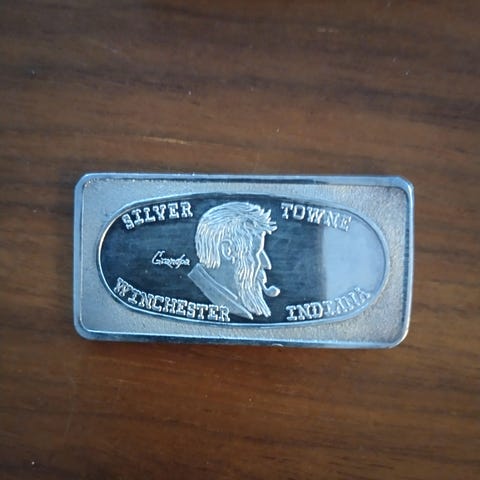 SILVER TOWNE
Grandpa
WINCHESTER INDIANA